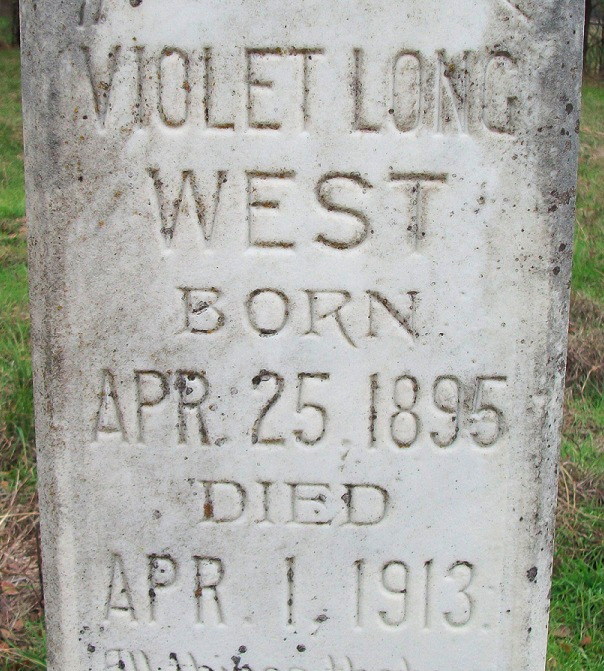 VIOLET LONG
WEST
BORN
APR. 25, 1895
DIED
APR. 1, 1913.